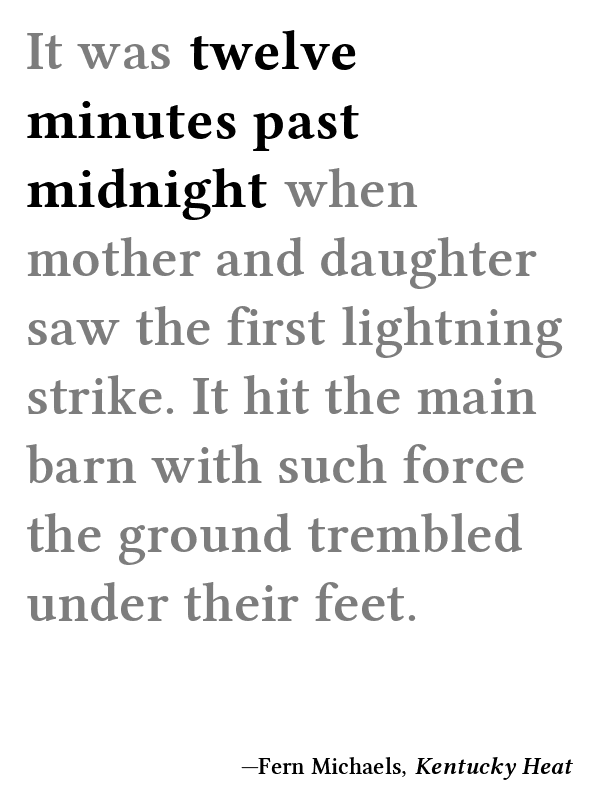 It was twelve
minutes past
midnight when
mother and daughter
saw the first lightning
strike. It hit the main
barn with such force
the ground trembled
under their feet.
—Fern Michaels, Kentucky Heat